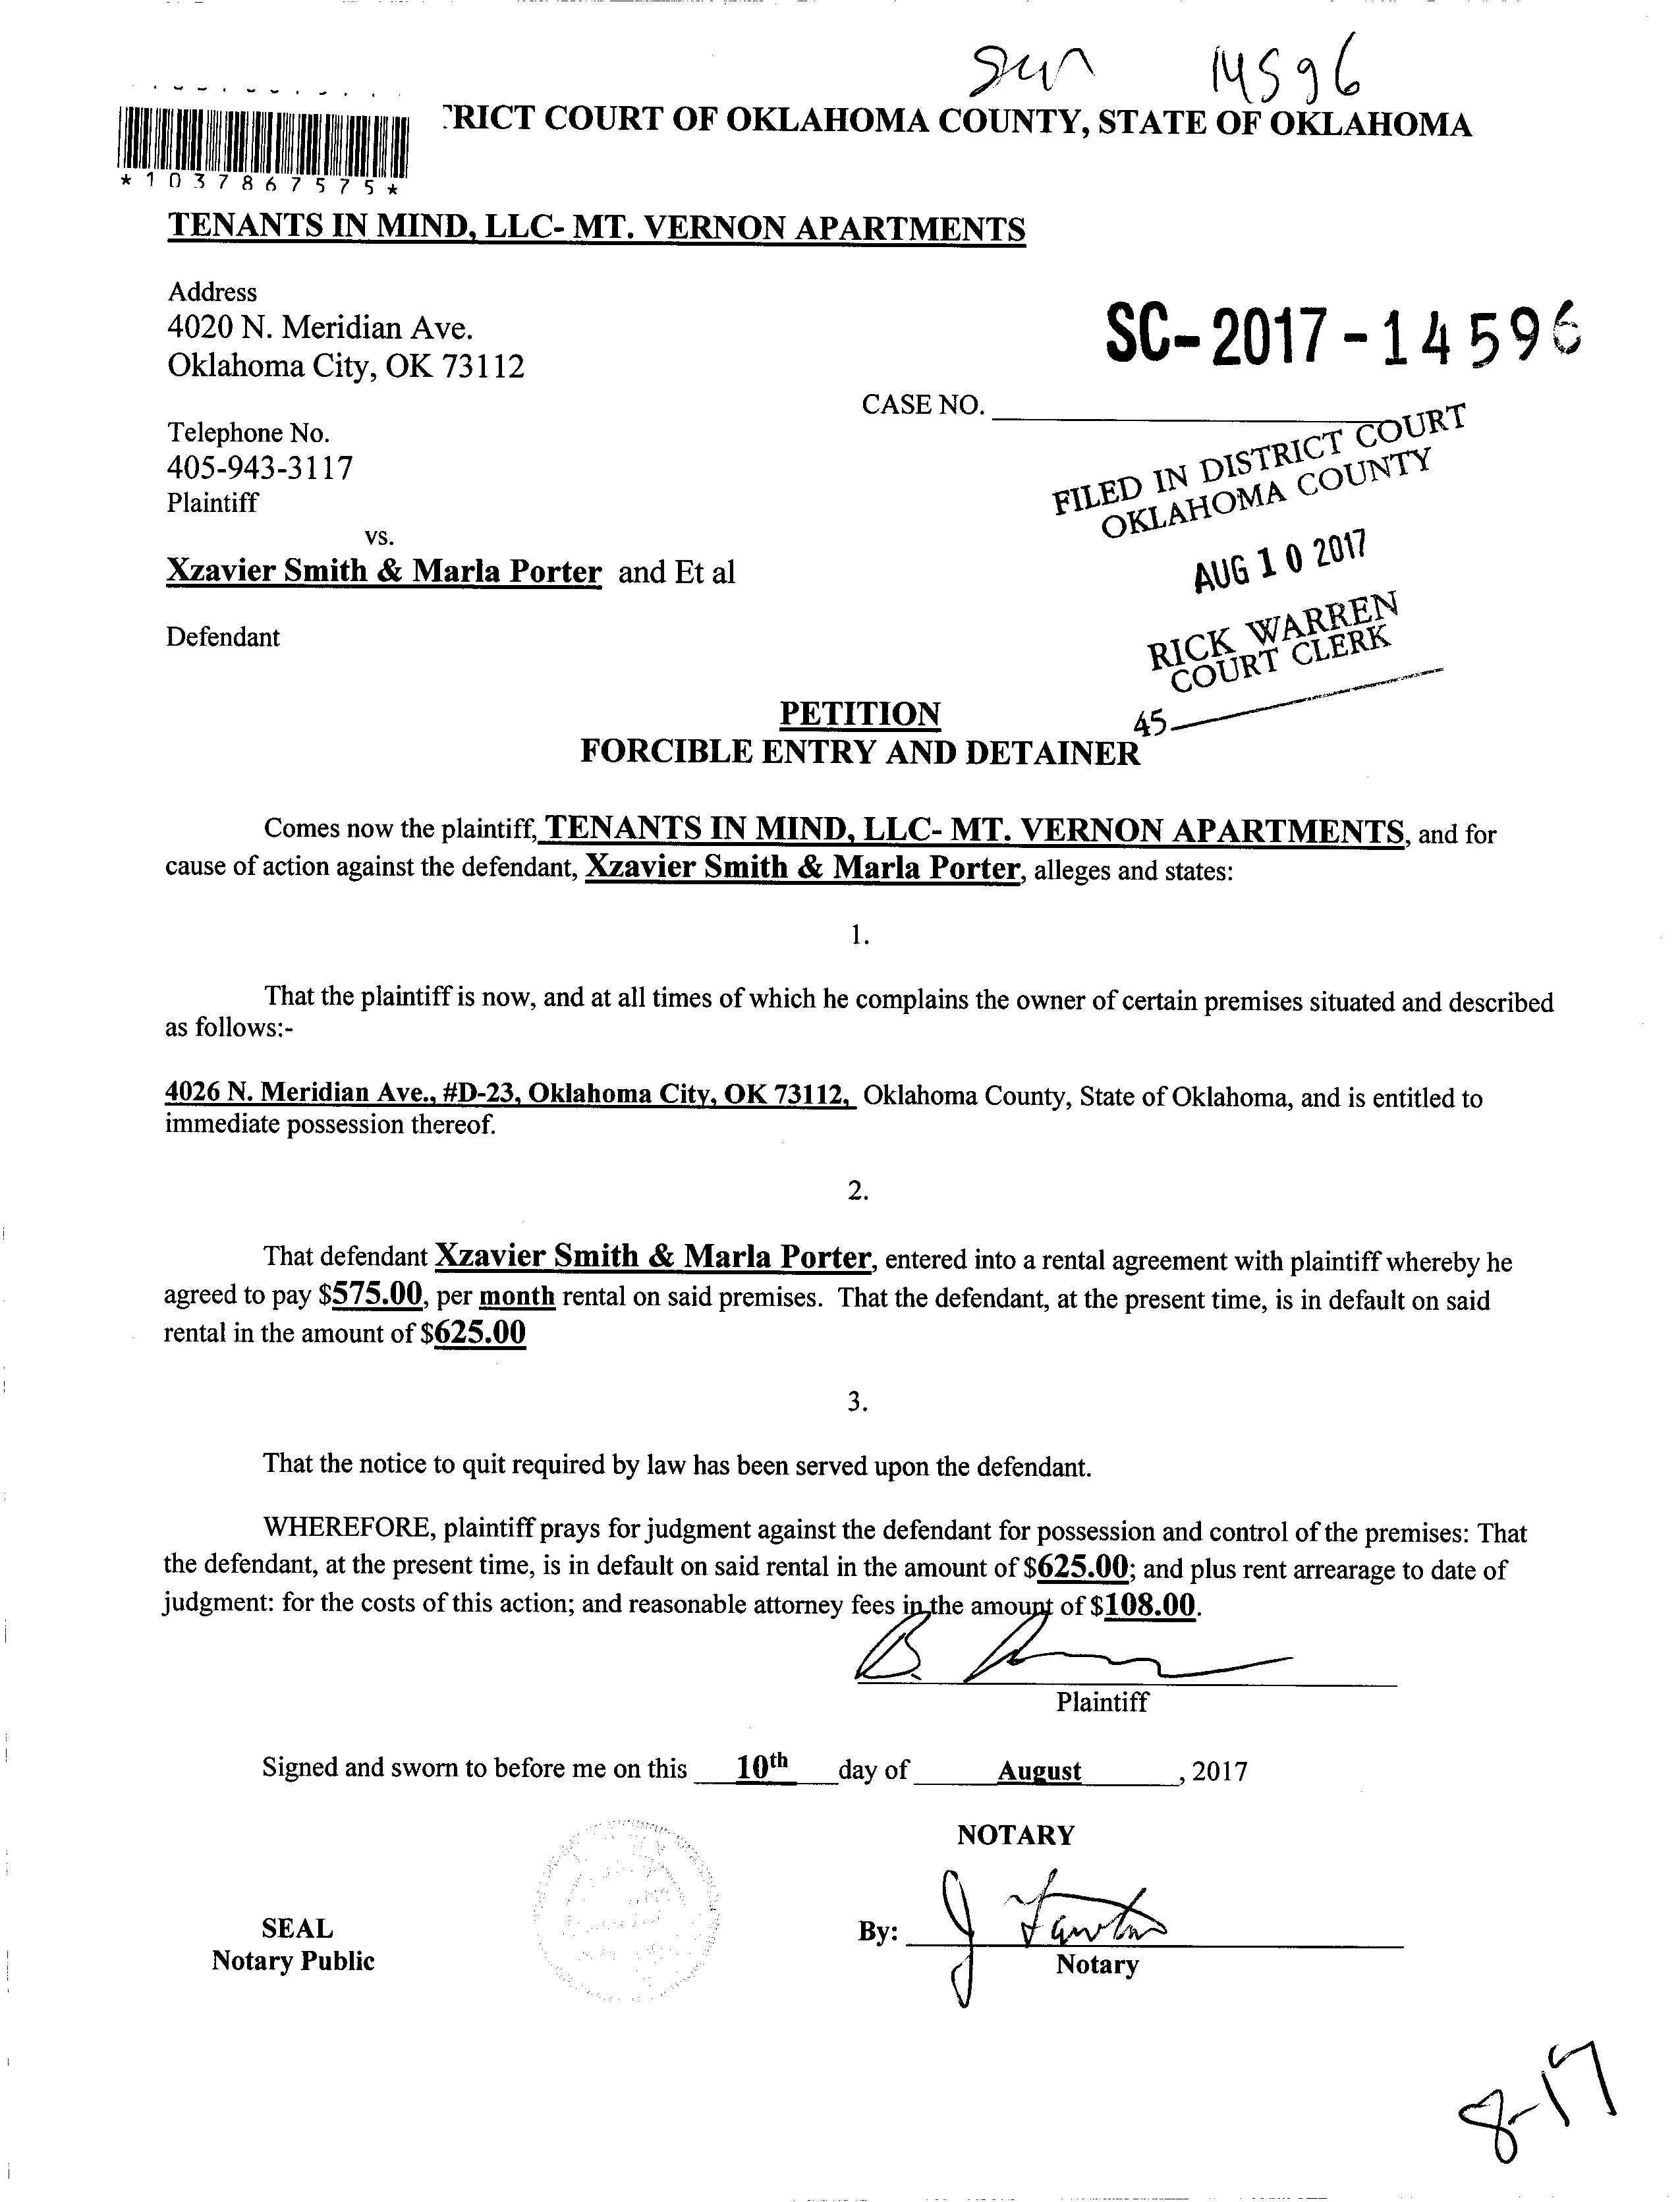 14596
RICT COURT OF OKLAHOMA COUNTY, STATE OF OKLAHOMA
*1037867575*
TENANTS IN MIND, LLC- MT. VERNON APARTMENTS
Address
4020 N. Meridian Ave.
Oklahoma City, OK 73112
SC-2017-14596
CASE NO.
Telephone No.
405-943-3117
Plaintiff
FILED IN DISTRICT COURT
OKLAHOMA COUNTY
vs.
Xzavier Smith & Marla Porter and Et al
AUG 10 2017
Defendant
RICK WARREN
COURT CLERK
45
PETITION
FORCIBLE ENTRY AND DETAINER
Comes now the plaintiff, TENANTS IN MIND, LLC- MT. VERNON APARTMENTS, and for
cause of action against the defendant, Xzavier Smith & Marla Porter, alleges and states:
1.
That the plaintiff is now, and at all times of which he complains the owner of certain premises situated and described
as follows:-
4026 N. Meridian Ave., #D-23, Oklahoma City, OK 73112, Oklahoma County, State of Oklahoma, and is entitled to
immediate possession thereof.
2.
That defendant Xzavier Smith & Marla Porter, entered into a rental agreement with plaintiff whereby he
agreed to pay $575.00, per month rental on said premises. That the defendant, at the present time, is in default on said
rental in the amount of $625.00
3.
That the notice to quit required by law has been served upon the defendant.
WHEREFORE, plaintiff prays for judgment against the defendant for possession and control of the premises: That
the defendant, at the present time, is in default on said rental in the amount of $625.00; and plus rent arrearage to date of
judgment: for the costs of this action; and reasonable attorney fees in the amount of $108.00.
Plaintiff
Signed and sworn to before me on this 10th day of August, 2017
NOTARY
SEAL
Notary Public
By:
Notary
8-17